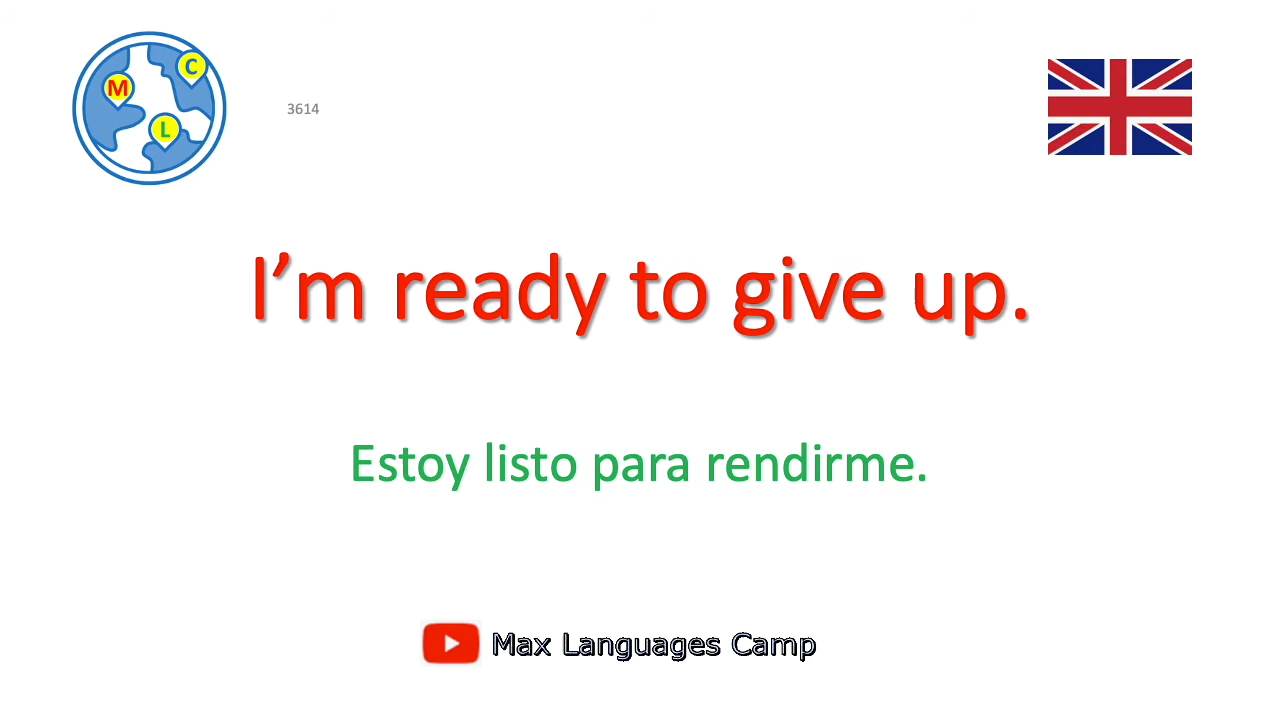 M
C
L
3614
I’m ready to give up.
Estoy listo para rendirme.
Max Languages Camp